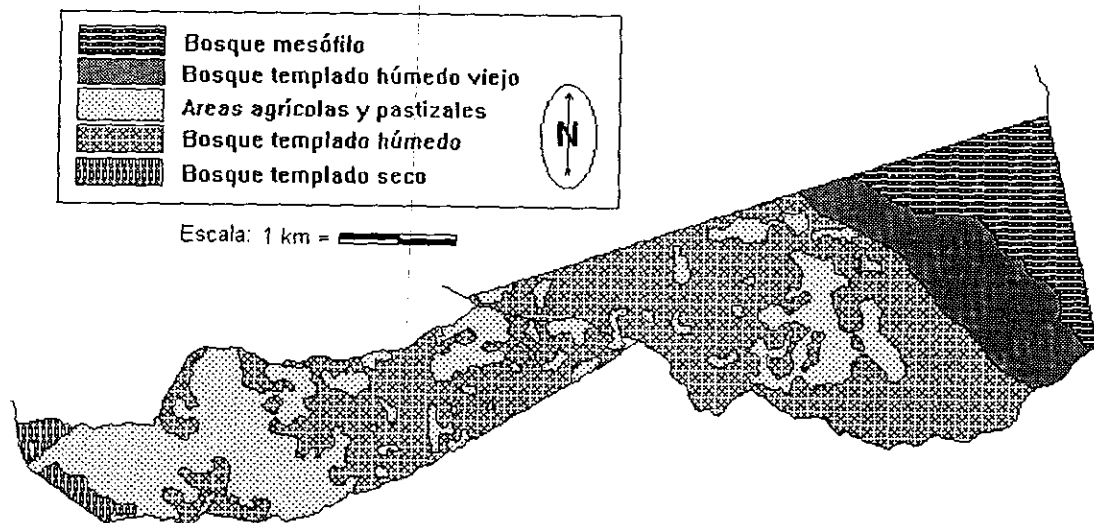 Bosque mesófilo
Bosque templado húmedo viejo
Areas agrícolas y pastizales
Bosque templado húmedo
Bosque templado seco
N
Escala: 1 km =